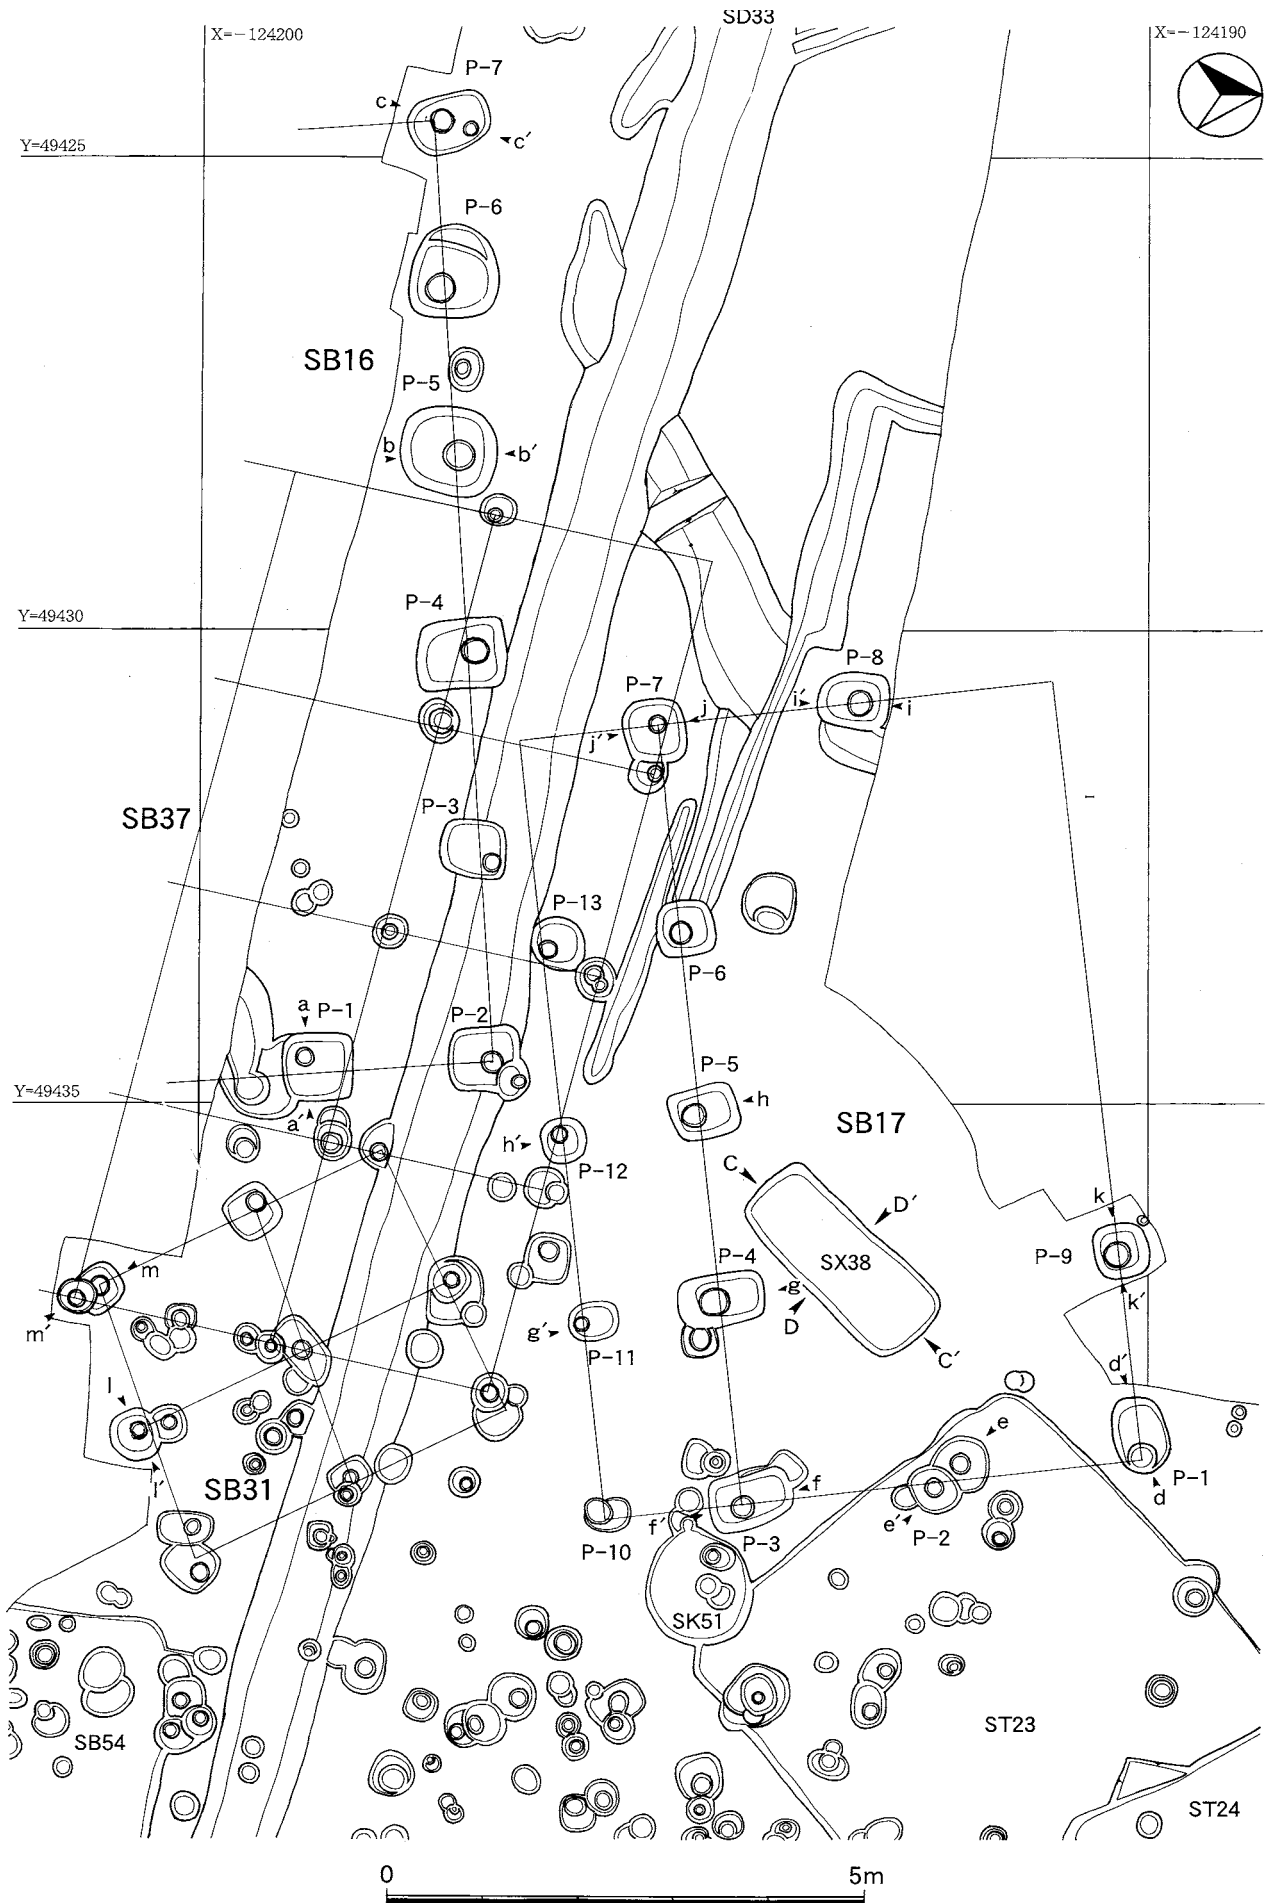 SD33
X=-124200
X=-124190
P-7
c
c′
Y=49425
P-6
SB16
P-5
b
b′
Y=49430
P-4
P-8
P-7
i′
i
j
j′
SB37
P-3
P-13
P-6
a
P-1
P-2
Y=49435
a′
P-5
h
SB17
h′
P-12
C
D′
k
P-9
m
P-4
g
SX38
D
k′
m′
g′
P-11
C′
d′
l
e
l′
P-1
SB31
f
d
f′
e′
P-2
P-10
P-3
SK51
ST23
SB54
ST24
0
5m